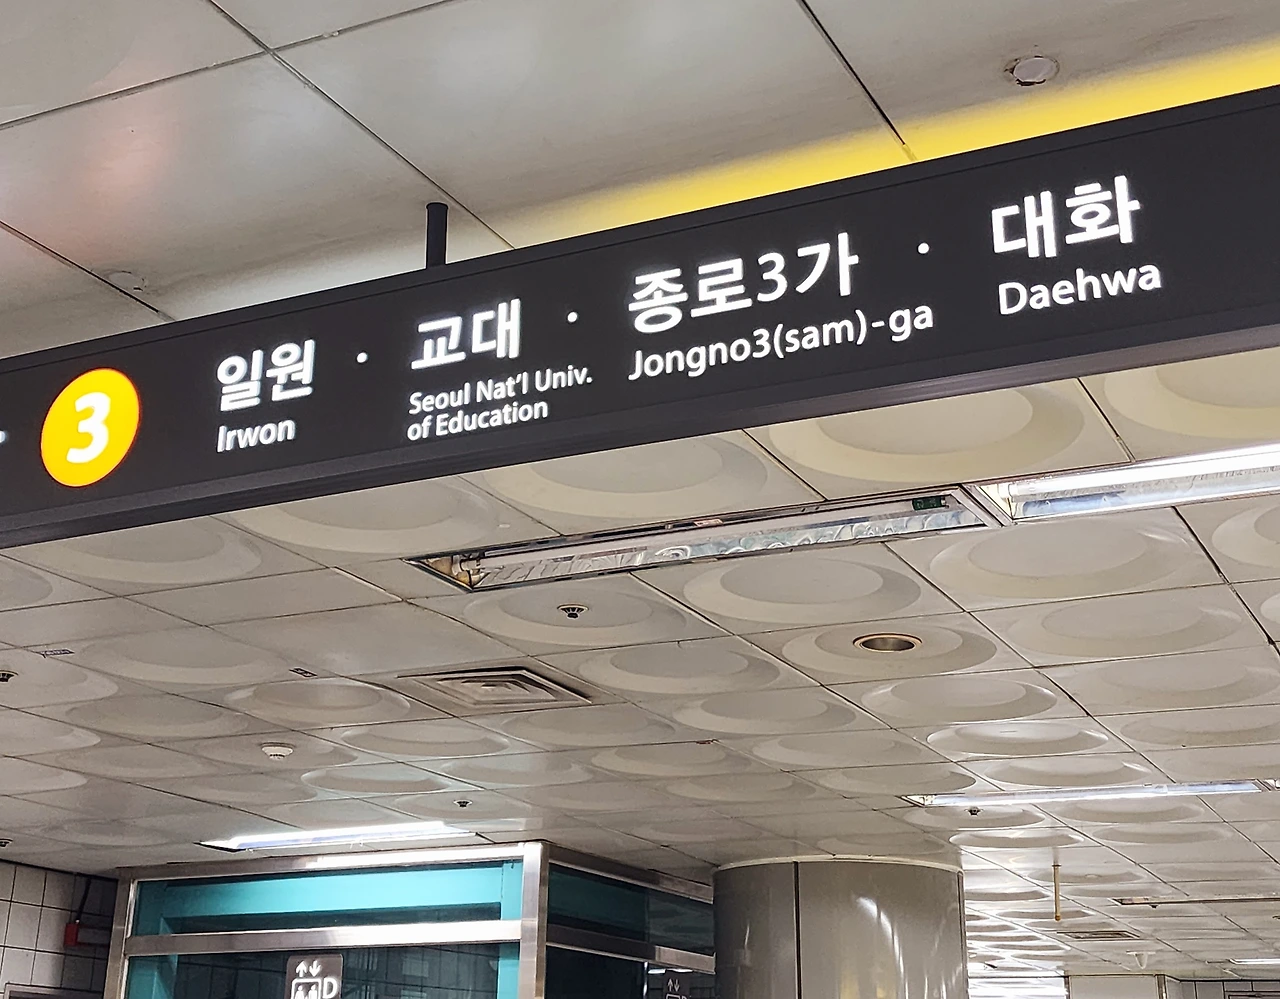 3
일원 · 교대 · 종로3가 · 대화
Irwon
Seoul Nat'l Univ.
of Education
Jongno3(sam)-ga
Daehwa
D